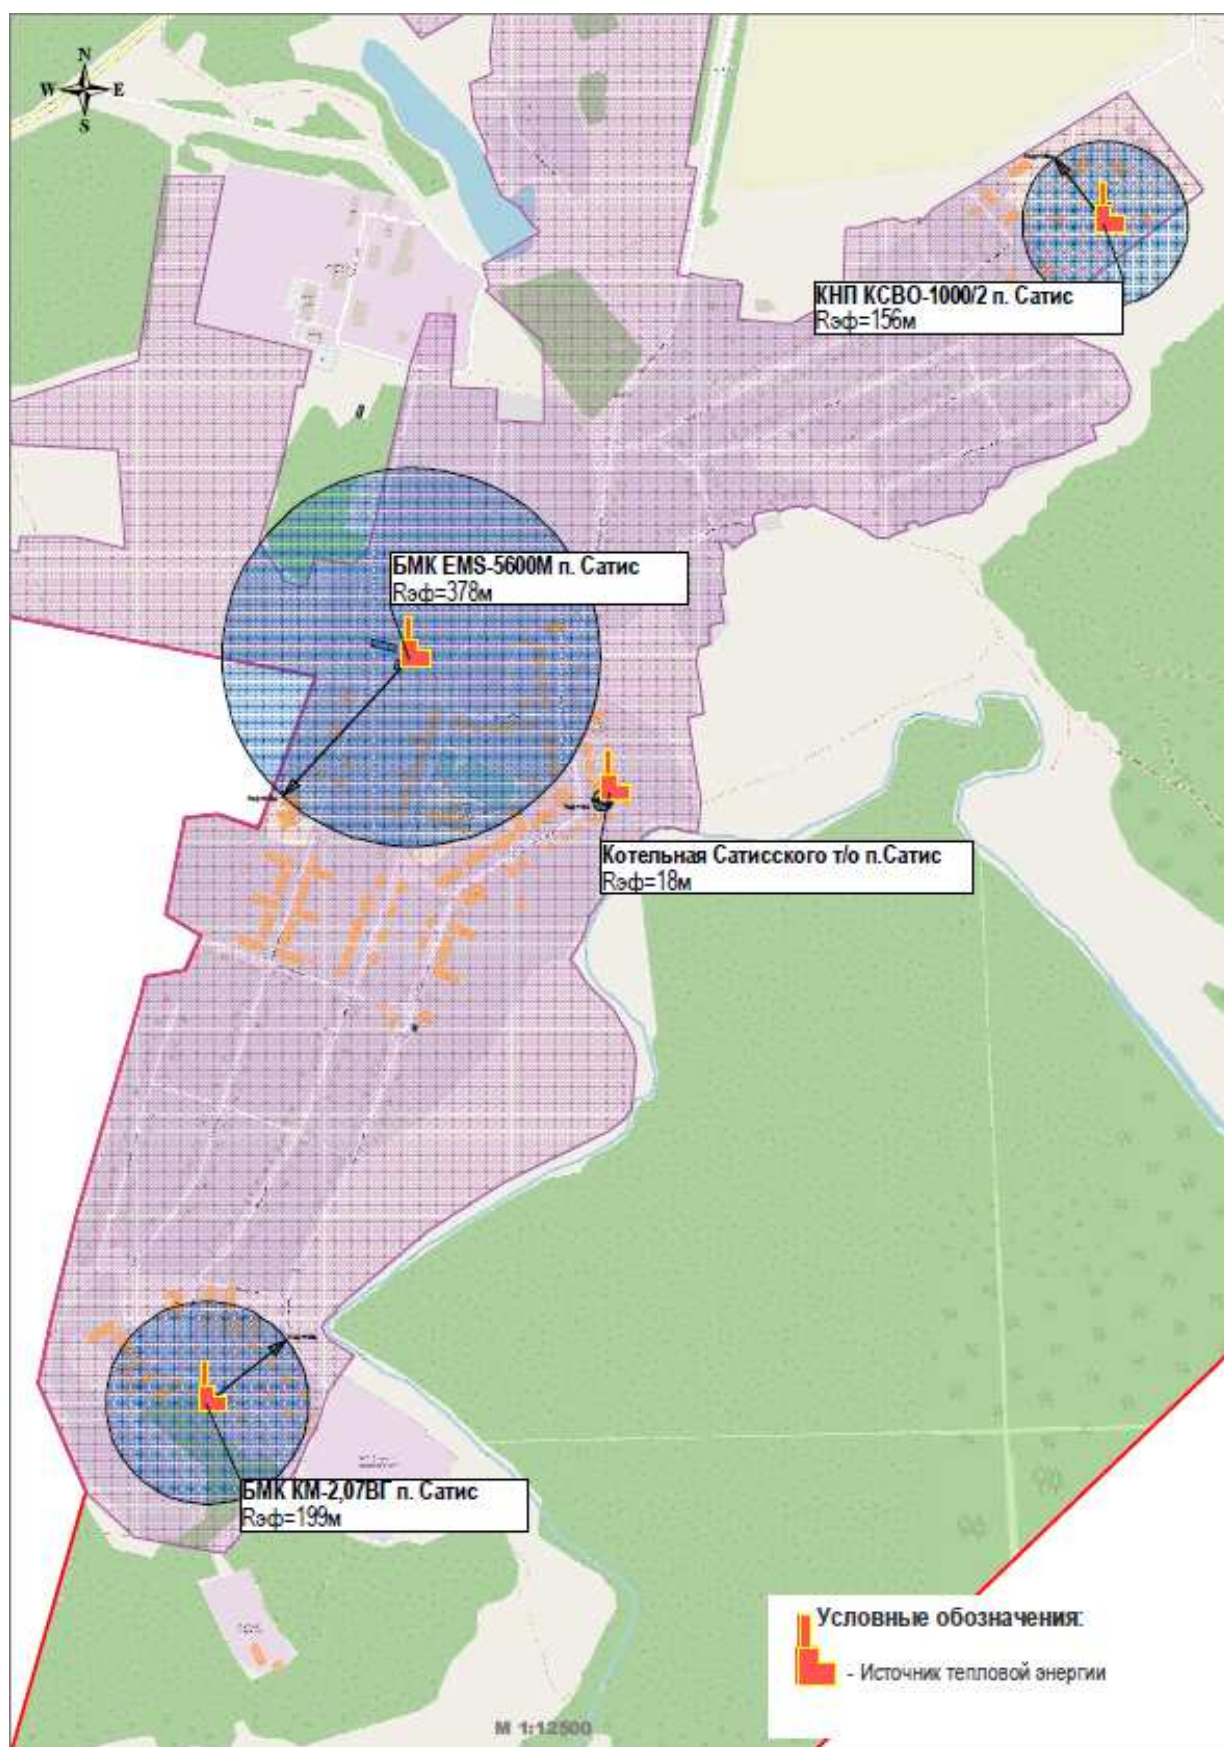 N
W E
S
КНП КСВО-1000/2 п. Сатис
Rэф=156м
БМК EMS-5600М п. Сатис
Rэф=378м
Котельная Сатисского т/о п.Сатис
Rэф=18м
БМК КМ-2,07ВГ п. Сатис
Rэф=199м
Условные обозначения:
- Источник тепловой энергии
М 1:12500